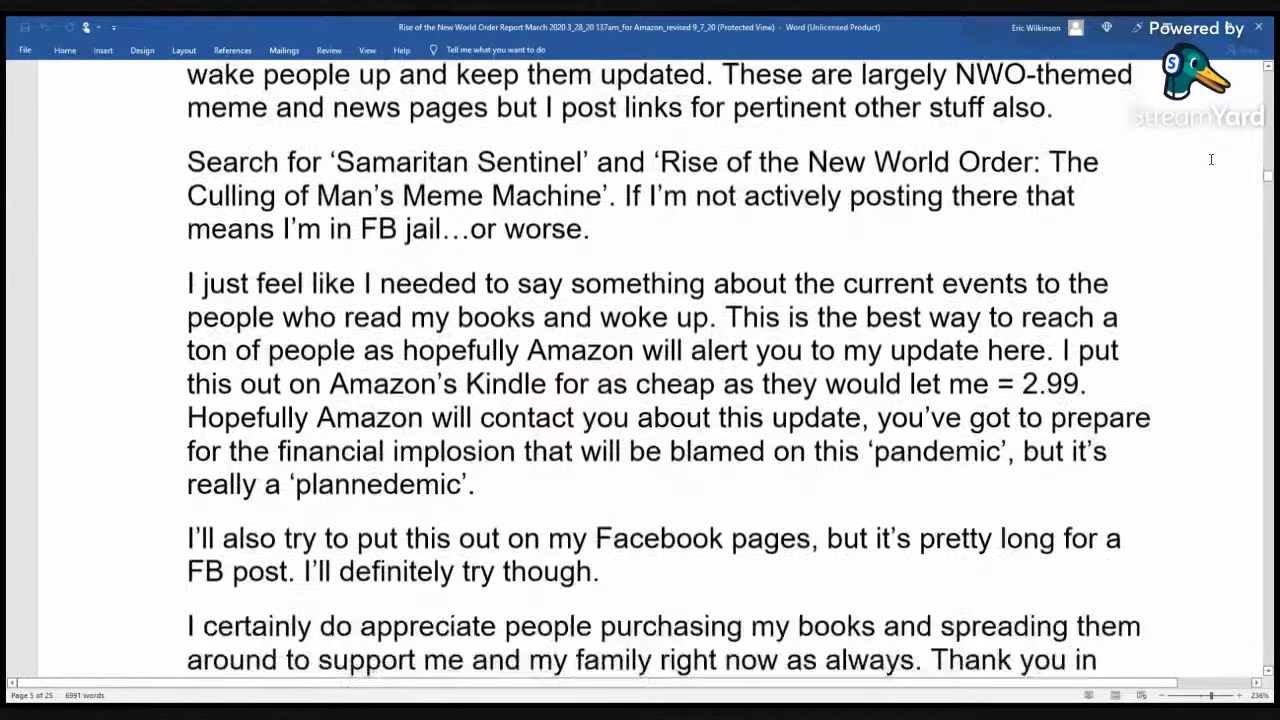 Rise of the New World Order Report March 2020 3_28_20 137am_for Amazon_revised 9_7_20 (Protected View) - Word (Unlicensed Product)
Eric Wilkinson
Powered by
File Home Insert Design Layout References Mailings Review View Help Tell me what you want to do
Share
StreamYard
wake people up and keep them updated. These are largely NWO-themed
meme and news pages but I post links for pertinent other stuff also.
Search for ‘Samaritan Sentinel’ and ‘Rise of the New World Order: The
Culling of Man’s Meme Machine’. If I’m not actively posting there that
means I’m in FB jail…or worse.
I just feel like I needed to say something about the current events to the
people who read my books and woke up. This is the best way to reach a
ton of people as hopefully Amazon will alert you to my update here. I put
this out on Amazon’s Kindle for as cheap as they would let me = 2.99.
Hopefully Amazon will contact you about this update, you’ve got to prepare
for the financial implosion that will be blamed on this ‘pandemic’, but it’s
really a ‘plannedemic’.
I’ll also try to put this out on my Facebook pages, but it’s pretty long for a
FB post. I’ll definitely try though.
I certainly do appreciate people purchasing my books and spreading them
around to support me and my family right now as always. Thank you in
Page 5 of 25 6991 words
236%